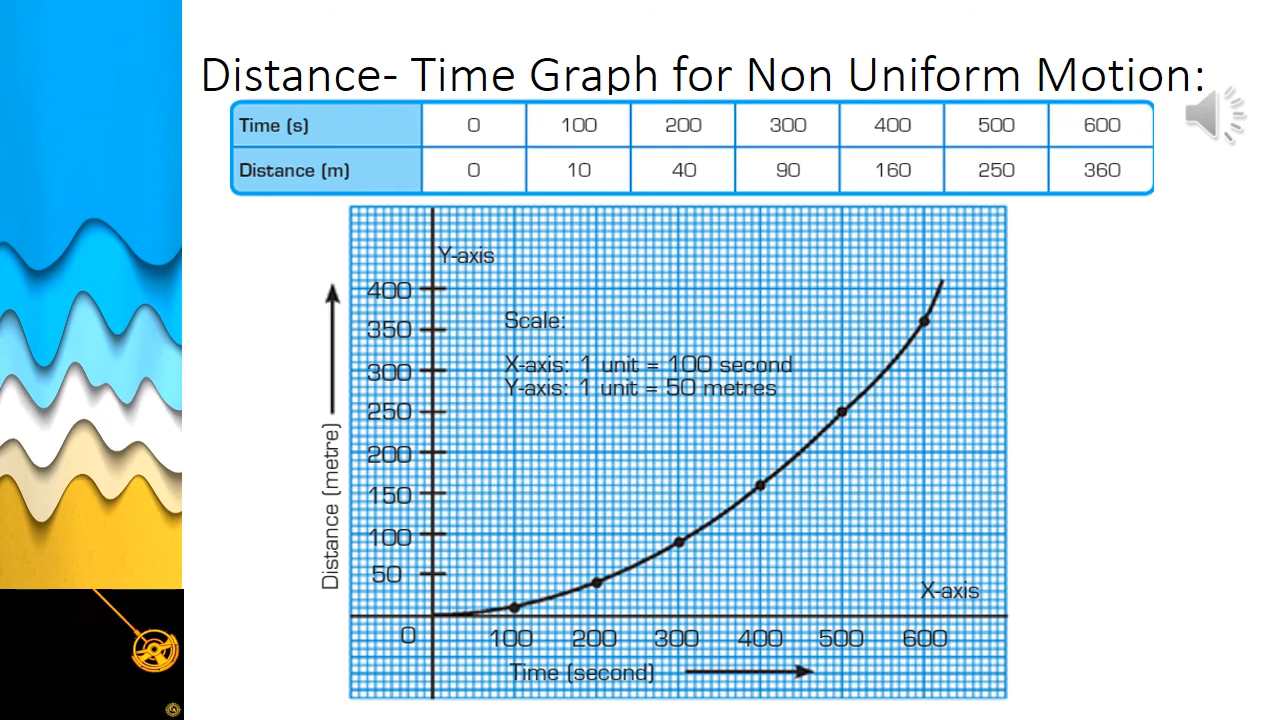 Distance- Time Graph for Non Uniform Motion:
Time (s) 0 100 200 300 400 500 600
Distance (m) 0 10 40 90 160 250 360
Y-axis
400
350
300
250
200
150
100
50
0
Scale:
X-axis: 1 unit = 100 second
Y-axis: 1 unit = 50 metres
Distance (metre)
X-axis
100 200 300 400 500 600
Time (second)